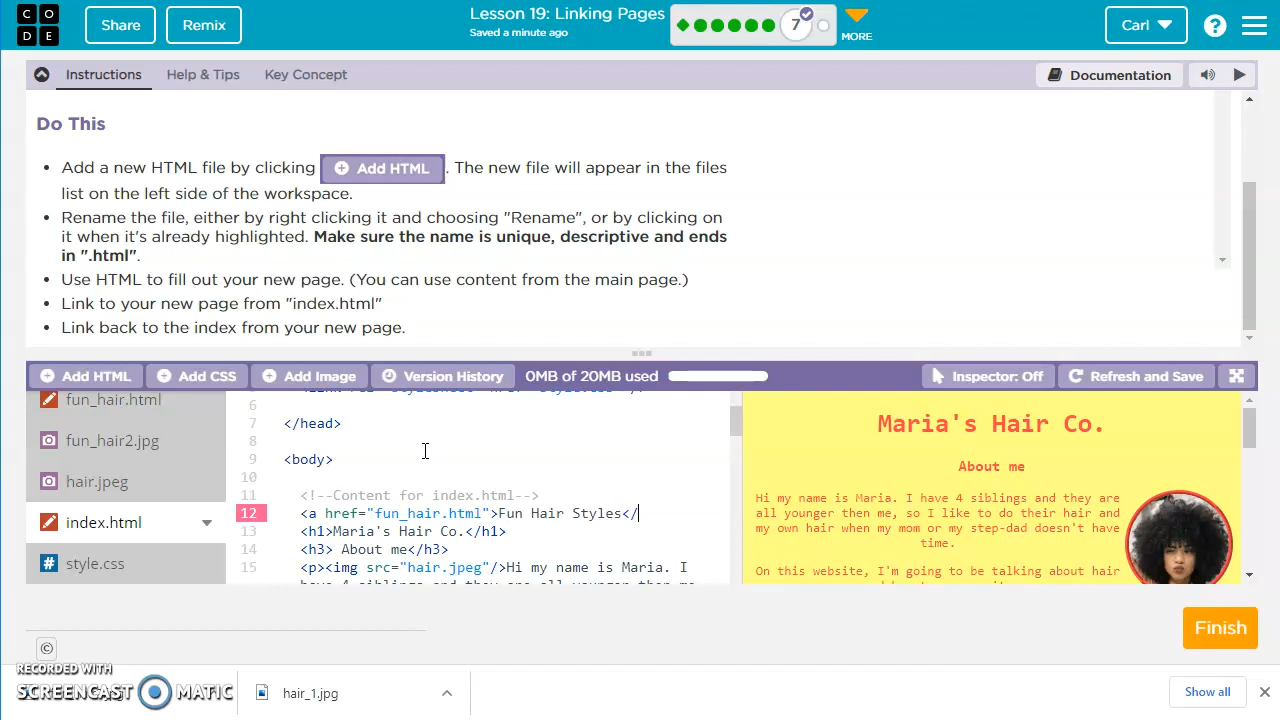 CO
DE
Share
Remix
Lesson 19: Linking Pages
Saved a minute ago
7
MORE
Carl
?
Instructions
Help & Tips
Key Concept
Documentation
Do This
Add a new HTML file by clicking Add HTML. The new file will appear in the files
list on the left side of the workspace.
Rename the file, either by right clicking it and choosing "Rename", or by clicking on
it when it's already highlighted. Make sure the name is unique, descriptive and ends
in ".html".
Use HTML to fill out your new page. (You can use content from the main page.)
Link to your new page from "index.html"
Link back to the index from your new page.
Add HTML
Add CSS
Add Image
Version History
0MB of 20MB used
Inspector: Off
Refresh and Save
fun_hair.html
fun_hair2.jpg
hair.jpeg
index.html
style.css
6
7 </head>
8
9 <body>
10
11 <!--Content for index.html-->
12 <a href="fun_hair.html">Fun Hair Styles</
13 <h1>Maria's Hair Co.</h1>
14 <h3> About me</h3>
15 <p><img src="hair.jpeg"/>Hi my name is Maria. I
Maria's Hair Co.
About me
Hi my name is Maria. I have 4 siblings and they are
all younger then me, so I like to do their hair and
my own hair when my mom or my step-dad doesn't have
time.
On this website, I'm going to be talking about hair
Finish
©
RECORDED WITH
SCREENCAST MATIC
hair_1.jpg
Show all